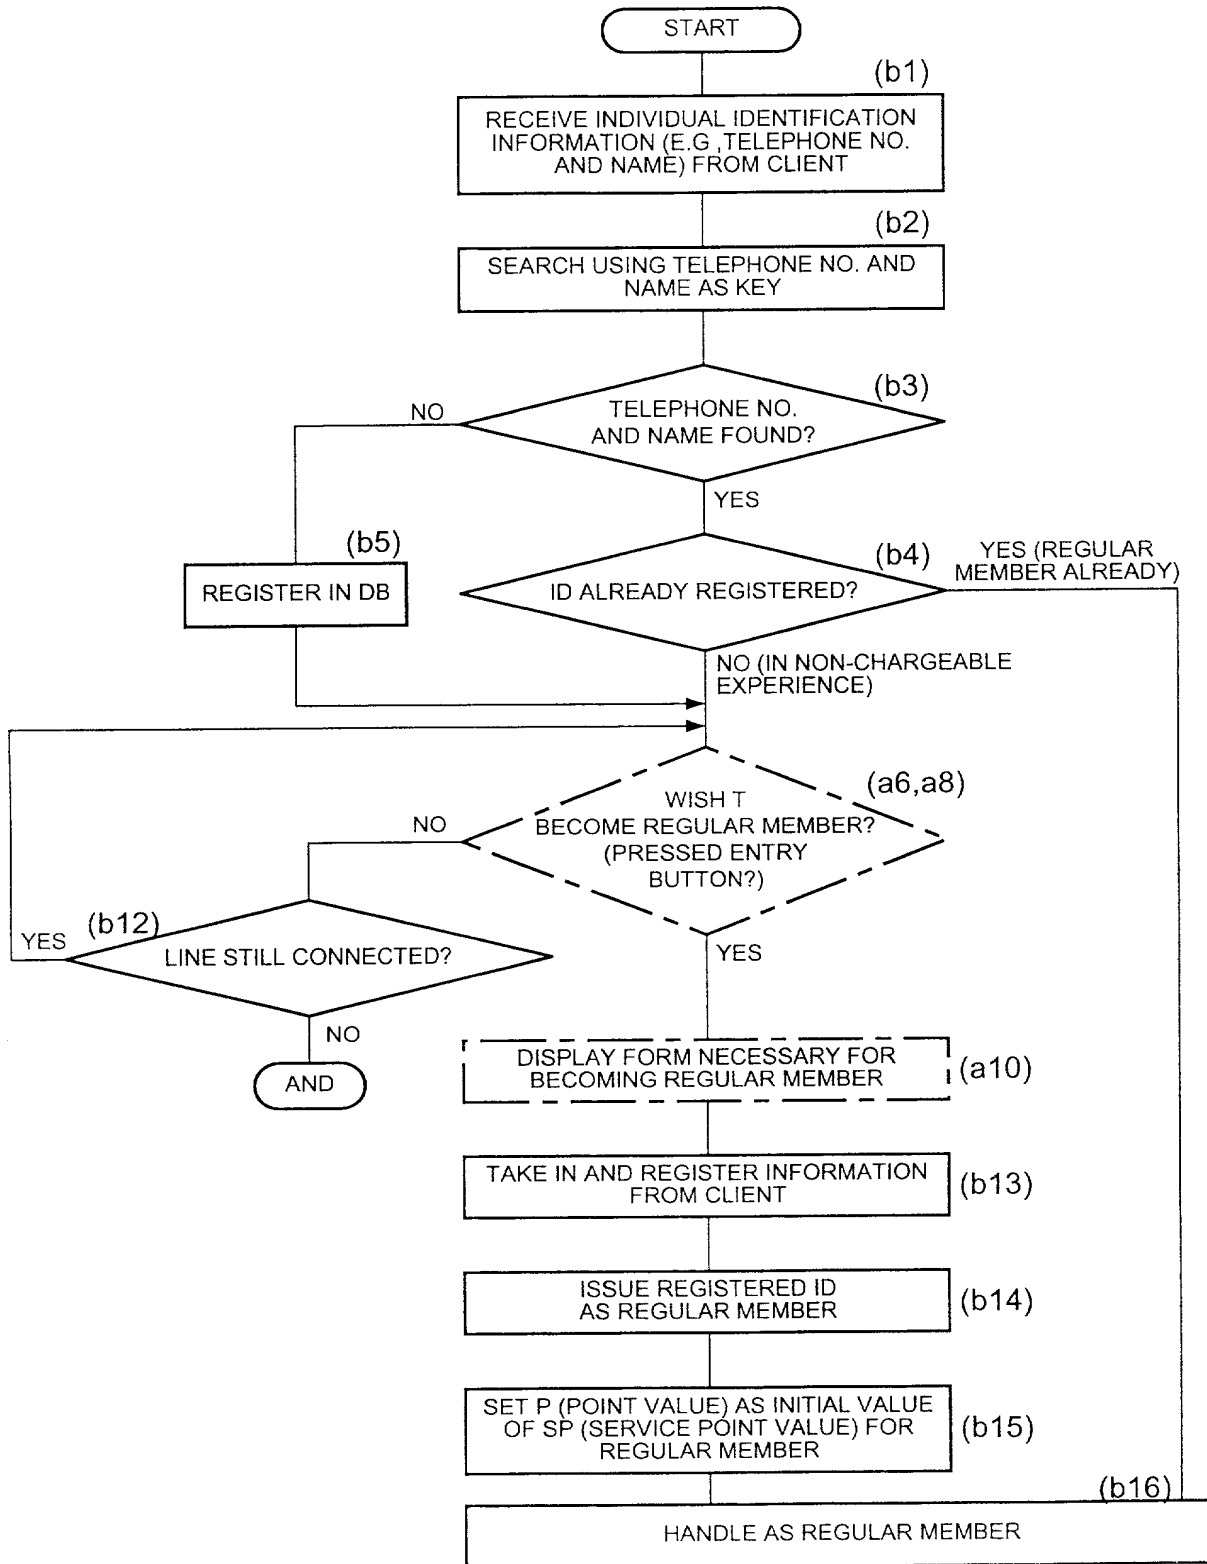 START
(b1)
RECEIVE INDIVIDUAL IDENTIFICATION
INFORMATION (E.G ,TELEPHONE NO.
AND NAME) FROM CLIENT
(b2)
SEARCH USING TELEPHONE NO. AND
NAME AS KEY
(b3)
NO
TELEPHONE NO.
AND NAME FOUND?
YES
(b5)
REGISTER IN DB
(b4)
ID ALREADY REGISTERED?
YES (REGULAR
MEMBER ALREADY)
NO (IN NON-CHARGEABLE
EXPERIENCE)
(a6,a8)
WISH T
BECOME REGULAR MEMBER?
(PRESSED ENTRY
BUTTON?)
NO
YES
(b12)
YES
LINE STILL CONNECTED?
NO
AND
DISPLAY FORM NECESSARY FOR
BECOMING REGULAR MEMBER
(a10)
TAKE IN AND REGISTER INFORMATION
FROM CLIENT
(b13)
ISSUE REGISTERED ID
AS REGULAR MEMBER
(b14)
SET P (POINT VALUE) AS INITIAL VALUE
OF SP (SERVICE POINT VALUE) FOR
REGULAR MEMBER
(b15)
(b16)
HANDLE AS REGULAR MEMBER